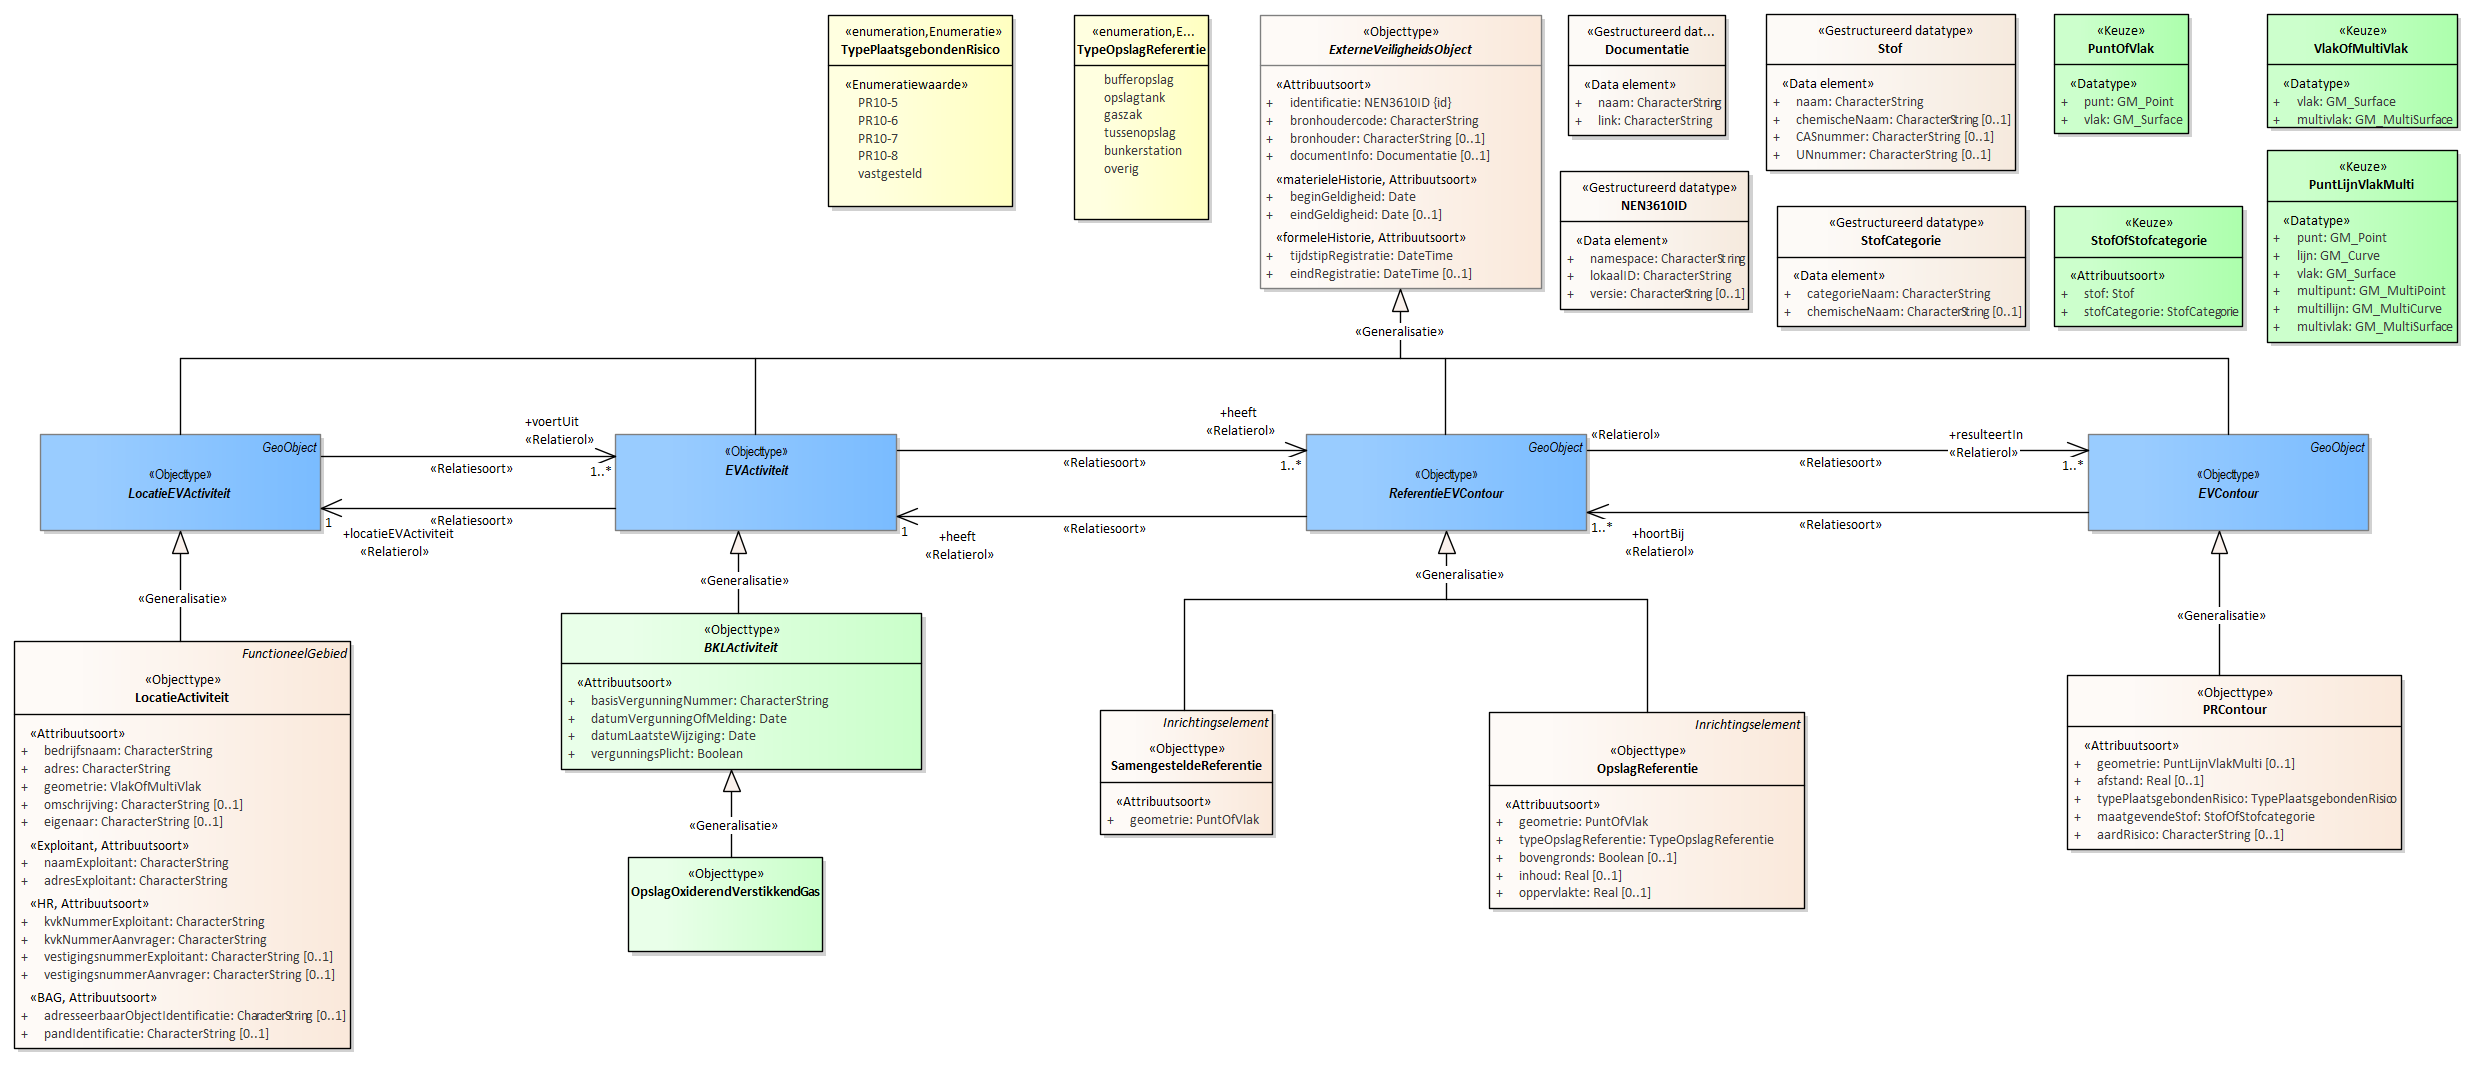 «enumeration,Enumeratie»
TypePlaatsgebondenRisico
«Enumeratiewaarde»
PR10-5
PR10-6
PR10-7
PR10-8
vastgesteld
«enumeration,E...
TypeOpslagReferentie
bufferopslag
opslagtank
gaszak
tussenopslag
bunkerstation
overig
«Objecttype»
ExterneVeiligheidsObject
«Attribuutsoort»
+ identificatie: NEN3610ID {id}
+ bronhoudercode: CharacterString
+ bronhouder: CharacterString [0..1]
+ documentInfo: Documentatie [0..1]
«materieleHistorie, Attribuutsoort»
+ beginGeldigheid: Date
+ eindGeldigheid: Date [0..1]
«formeleHistorie, Attribuutsoort»
+ tijdstipRegistratie: DateTime
+ eindRegistratie: DateTime [0..1]
«Gestructureerd dat...
Documentatie
«Data element»
+ naam: CharacterString
+ link: CharacterString
«Gestructureerd datatype»
NEN3610ID
«Data element»
+ namespace: CharacterString
+ lokaalID: CharacterString
+ versie: CharacterString [0..1]
«Gestructureerd datatype»
Stof
«Data element»
+ naam: CharacterString
+ chemischeNaam: CharacterString [0..1]
+ CASnummer: CharacterString [0..1]
+ UNnummer: CharacterString [0..1]
«Gestructureerd datatype»
StofCategorie
«Data element»
+ categorieNaam: CharacterString
+ chemischeNaam: CharacterString [0..1]
«Keuze»
PuntOfVlak
«Datatype»
+ punt: GM_Point
+ vlak: GM_Surface
«Keuze»
StofOfStofcategorie
«Attribuutsoort»
+ stof: Stof
+ stofCategorie: StofCategorie
«Keuze»
VlakOfMultiVlak
«Datatype»
+ vlak: GM_Surface
+ multivlak: GM_MultiSurface
«Keuze»
PuntLijnVlakMulti
«Datatype»
+ punt: GM_Point
+ lijn: GM_Curve
+ vlak: GM_Surface
+ multipunt: GM_MultiPoint
+ multilijn: GM_MultiCurve
+ multivlak: GM_MultiSurface
«Generalisatie»
GeoObject
«Objecttype»
LocatieEVActiviteit
+voertUit
«Relatierol»
1..*
«Relatiesoort»
«Relatiesoort»
1
+locatieEVActiviteit
«Relatierol»
«Objecttype»
EVActiviteit
+heeft
«Relatierol»
1..*
«Relatiesoort»
«Relatiesoort»
1
+heeft
«Relatierol»
GeoObject
«Objecttype»
ReferentieEVContour
«Relatierol»
+resulteertIn
«Relatierol»
1..*
«Relatiesoort»
«Relatiesoort»
1..*
+hoortBij
«Relatierol»
GeoObject
«Objecttype»
EVContour
«Generalisatie»
«Generalisatie»
«Generalisatie»
«Generalisatie»
FunctioneelGebied
«Objecttype»
LocatieActiviteit
«Attribuutsoort»
+ bedrijfsnaam: CharacterString
+ adres: CharacterString
+ geometrie: VlakOfMultiVlak
+ omschrijving: CharacterString [0..1]
+ eigenaar: CharacterString [0..1]
«Exploitant, Attribuutsoort»
+ naamExploitant: CharacterString
+ adresExploitant: CharacterString
«HR, Attribuutsoort»
+ kvkNummerExploitant: CharacterString
+ kvkNummerAanvrager: CharacterString
+ vestigingsnummerExploitant: CharacterString [0..1]
+ vestigingsnummerAanvrager: CharacterString [0..1]
«BAG, Attribuutsoort»
+ adresseerbaarObjectIdentificatie: CharacterString [0..1]
+ pandIdentificatie: CharacterString [0..1]
«Objecttype»
BKLActiviteit
«Attribuutsoort»
+ basisVergunningNummer: CharacterString
+ datumVergunningOfMelding: Date
+ datumLaatsteWijziging: Date
+ vergunningsPlicht: Boolean
«Generalisatie»
«Objecttype»
OpslagOxiderendVerstikkendGas
Inrichtingselement
«Objecttype»
SamengesteldeReferentie
«Attribuutsoort»
+ geometrie: PuntOfVlak
Inrichtingselement
«Objecttype»
OpslagReferentie
«Attribuutsoort»
+ geometrie: PuntOfVlak
+ typeOpslagReferentie: TypeOpslagReferentie
+ bovengronds: Boolean [0..1]
+ inhoud: Real [0..1]
+ oppervlakte: Real [0..1]
«Objecttype»
PRContour
«Attribuutsoort»
+ geometrie: PuntLijnVlakMulti [0..1]
+ afstand: Real [0..1]
+ typePlaatsgebondenRisico: TypePlaatsgebondenRisico
+ maatgevendeStof: StofOfStofcategorie
+ aardRisico: CharacterString [0..1]